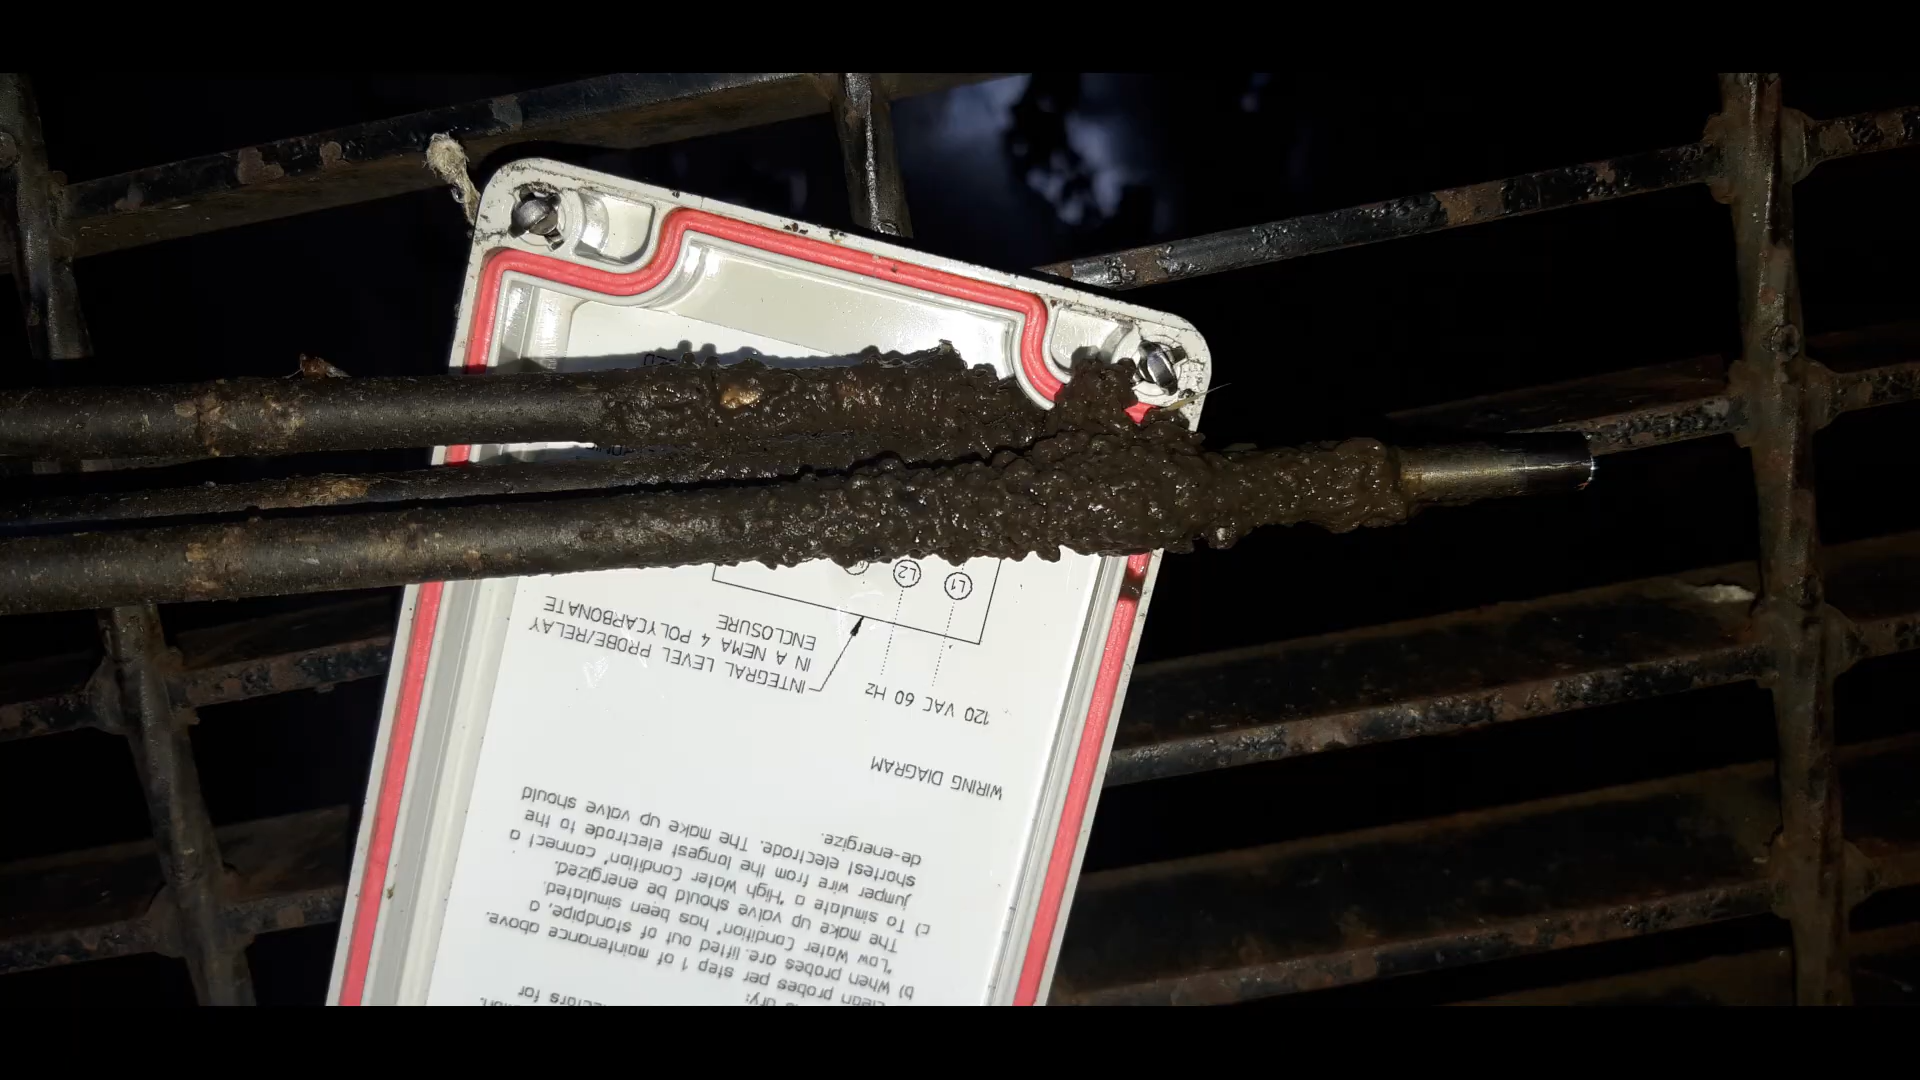 ectors for
dry:
Clean probes per step 1 of maintenance above.
b) "When probes are lifted out of standpipe, a
"Low Water Condition," has been simulated.
The make up valve should be energized.
c) To simulate a "High Water Condition," Connect a
jumper wire from the longest electrode to the
shortest electrode. The make up valve should
de-energize.
WIRING DIAGRAM
120 VAC 60 Hz
INTEGRAL LEVEL PROBE/RELAY
IN A NEMA 4 POLYCARBONATE
ENCLOSURE
L1 L2